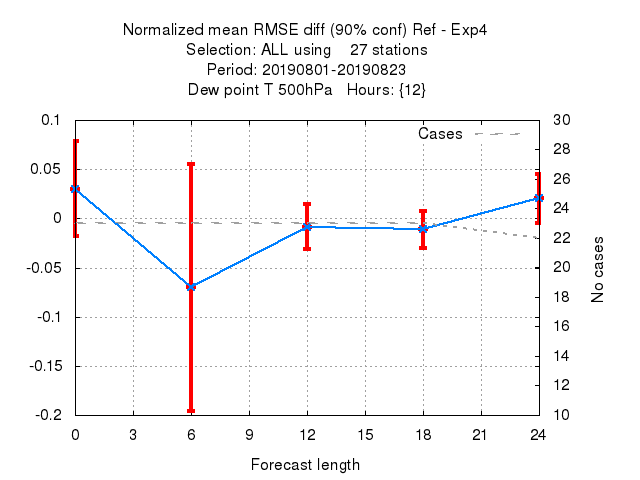 Normalized mean RMSE diff (90% conf) Ref - Exp4
Selection: ALL using    27 stations
Period: 20190801-20190823
Dew point T 500hPa   Hours: {12}
Cases
0.1
0.05
0
-0.05
-0.1
-0.15
-0.2
30
28
26
24
22
20
18
16
14
12
10
No cases
0 3 6 9 12 15 18 21 24
Forecast length